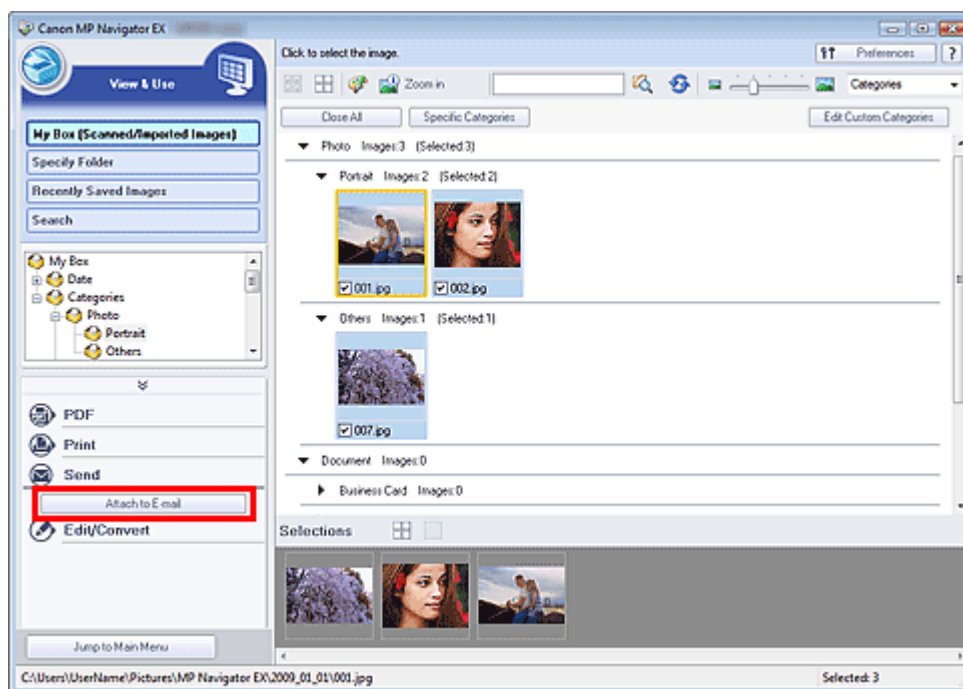 Canon MP Navigator EX
View & Use
My Box (Scanned/Imported Images)
Specify Folder
Recently Saved Images
Search
My Box
Date
Categories
Photo
Portrait
Others
PDF
Print
Send
Attach to E-mail
Edit/Convert
Jump to Main Menu
Click to select the image.
Preferences
?
Zoom in
Categories
Close All
Specific Categories
Edit Custom Categories
Photo Images:3 (Selected:3)
Portrait Images:2 (Selected:2)
001.jpg
002.jpg
Others Images:1 (Selected:1)
007.jpg
Document Images:0
Business Card Images:0
Selections
C:\Users\UserName\Pictures\MP Navigator EX\2009_01_01\001.jpg
Selected: 3